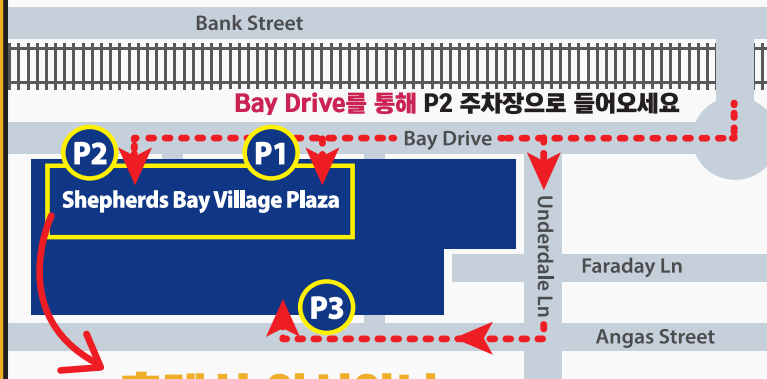 Bank Street
Bay Drive를 통해 P2 주차장으로 들어오세요
Bay Drive
P2
P1
Shepherds Bay Village Plaza
Underdale Ln
Faraday Ln
P3
Angas Street